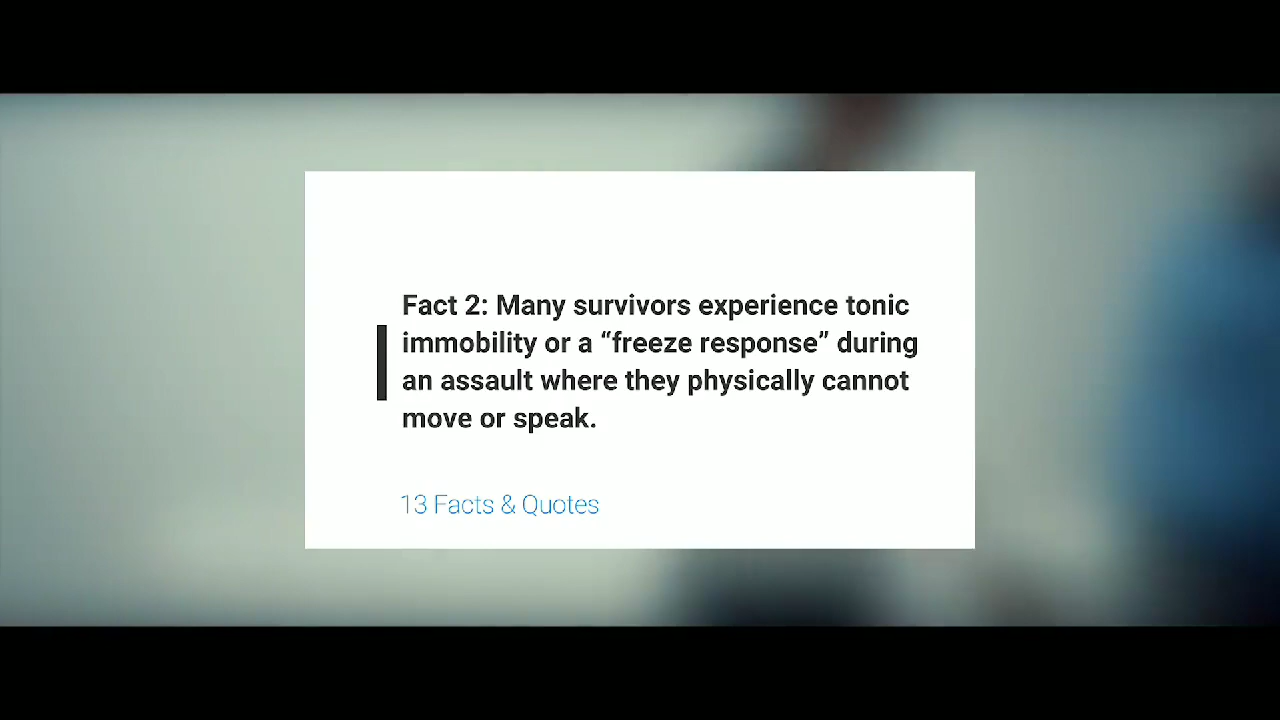 Fact 2: Many survivors experience tonic
immobility or a “freeze response” during
an assault where they physically cannot
move or speak.
13 Facts & Quotes